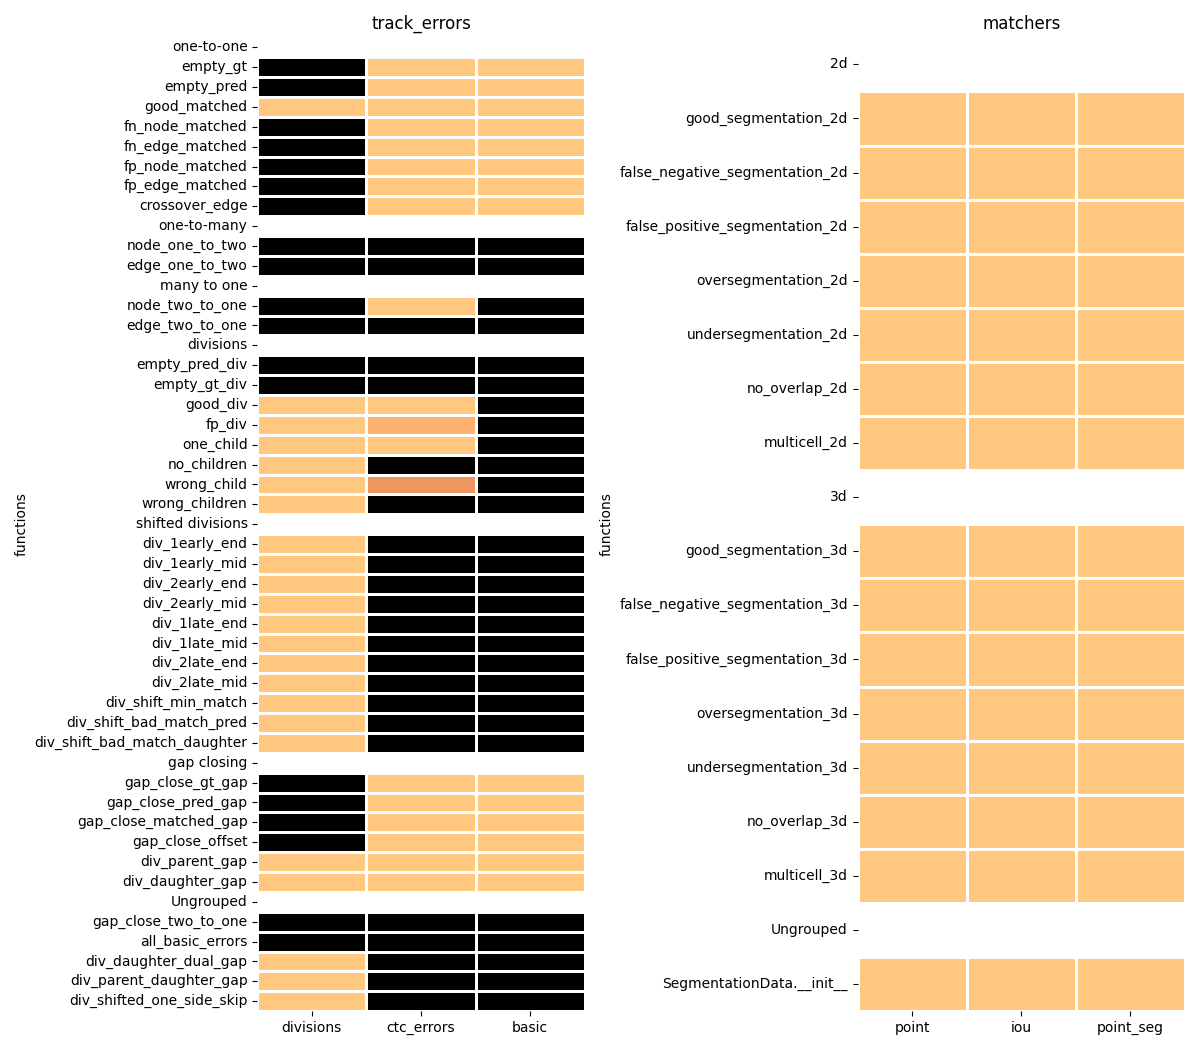 track_errors
one-to-one
empty_gt
empty_pred
good_matched
fn_node_matched
fn_edge_matched
fp_node_matched
fp_edge_matched
crossover_edge
one-to-many
node_one_to_two
edge_one_to_two
many to one
node_two_to_one
edge_two_to_one
divisions
empty_pred_div
empty_gt_div
good_div
fp_div
one_child
no_children
wrong_child
wrong_children
shifted divisions
div_1early_end
div_1early_mid
div_2early_end
div_2early_mid
div_1late_end
div_1late_mid
div_2late_end
div_2late_mid
div_shift_min_match
div_shift_bad_match_pred
div_shift_bad_match_daughter
gap closing
gap_close_gt_gap
gap_close_pred_gap
gap_close_matched_gap
gap_close_offset
div_parent_gap
div_daughter_gap
Ungrouped
gap_close_two_to_one
all_basic_errors
div_daughter_dual_gap
div_parent_daughter_gap
div_shifted_one_side_skip
functions
divisions
ctc_errors
basic
matchers
2d
good_segmentation_2d
false_negative_segmentation_2d
false_positive_segmentation_2d
oversegmentation_2d
undersegmentation_2d
no_overlap_2d
multicell_2d
3d
good_segmentation_3d
false_negative_segmentation_3d
false_positive_segmentation_3d
oversegmentation_3d
undersegmentation_3d
no_overlap_3d
multicell_3d
Ungrouped
SegmentationData.__init__
functions
point
iou
point_seg